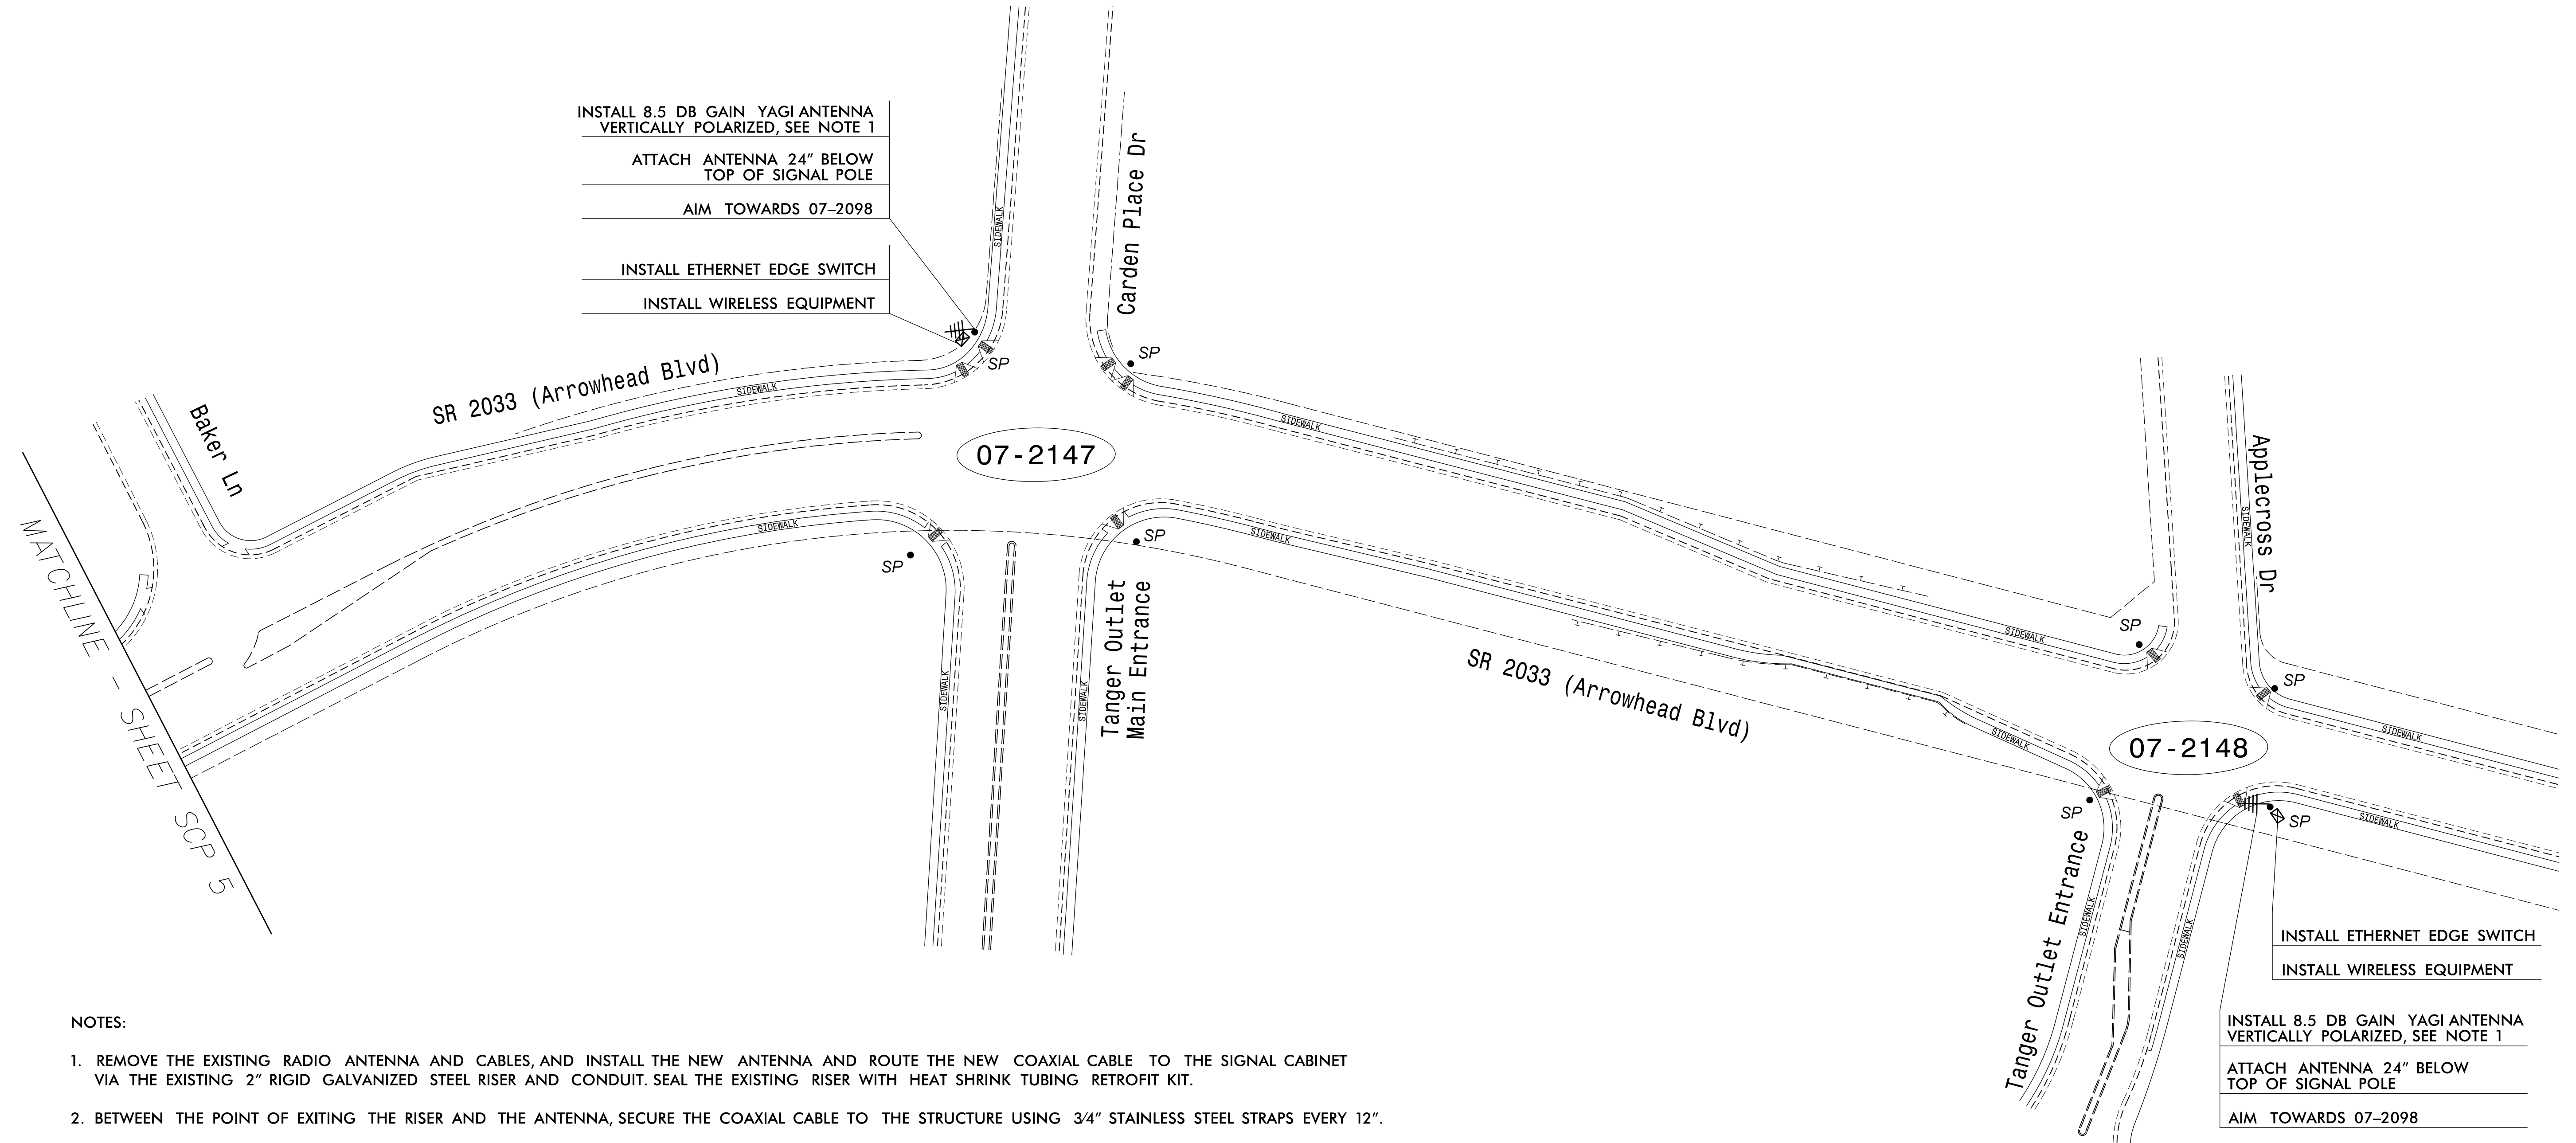 INSTALL 8.5 DB GAIN YAGI ANTENNA
VERTICALLY POLARIZED, SEE NOTE 1
ATTACH ANTENNA 24" BELOW
TOP OF SIGNAL POLE
AIM TOWARDS 07-2098
INSTALL ETHERNET EDGE SWITCH
INSTALL WIRELESS EQUIPMENT
SIDEWALK
Carden Place Dr
SP
SP
SR 2033 (Arrowhead Blvd)
SIDEWALK
Baker Ln
SIDEWALK
07-2147
Applecross Dr
SIDEWALK
MATCHLINE - SHEET SCP 5
SIDEWALK
SP
SP
SIDEWALK
Tanger Outlet
Main Entrance
SIDEWALK
SIDEWALK
SR 2033 (Arrowhead Blvd)
SP
SIDEWALK
SP
SIDEWALK
SIDEWALK
07-2148
SP
SP
SIDEWALK
Tanger Outlet Entrance
SIDEWALK
SIDEWALK
INSTALL ETHERNET EDGE SWITCH
INSTALL WIRELESS EQUIPMENT
INSTALL 8.5 DB GAIN YAGI ANTENNA
VERTICALLY POLARIZED, SEE NOTE 1
ATTACH ANTENNA 24" BELOW
TOP OF SIGNAL POLE
AIM TOWARDS 07-2098
NOTES:
1. REMOVE THE EXISTING RADIO ANTENNA AND CABLES, AND INSTALL THE NEW ANTENNA AND ROUTE THE NEW COAXIAL CABLE TO THE SIGNAL CABINET
VIA THE EXISTING 2" RIGID GALVANIZED STEEL RISER AND CONDUIT. SEAL THE EXISTING RISER WITH HEAT SHRINK TUBING RETROFIT KIT.
2. BETWEEN THE POINT OF EXITING THE RISER AND THE ANTENNA, SECURE THE COAXIAL CABLE TO THE STRUCTURE USING 3/4" STAINLESS STEEL STRAPS EVERY 12".